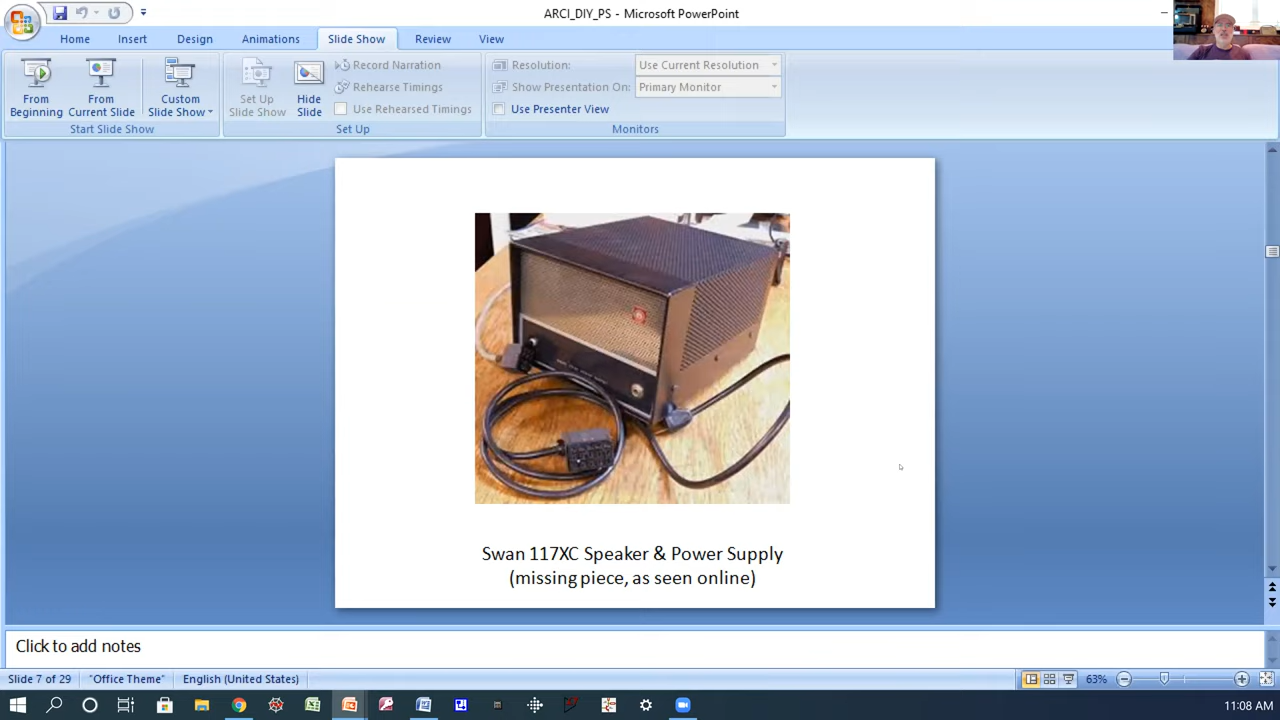 ARCI_DIY_PS - Microsoft PowerPoint
Home Insert Design Animations Slide Show Review View
From Beginning
From Current Slide
Custom Slide Show
Start Slide Show
Set Up Slide Show
Hide Slide
Record Narration
Rehearse Timings
Use Rehearsed Timings
Set Up
Resolution: Use Current Resolution
Show Presentation On: Primary Monitor
Use Presenter View
Monitors
Swan 117XC Speaker & Power Supply
(missing piece, as seen online)
Click to add notes
Slide 7 of 29 "Office Theme" English (United States) 63%
11:08 AM